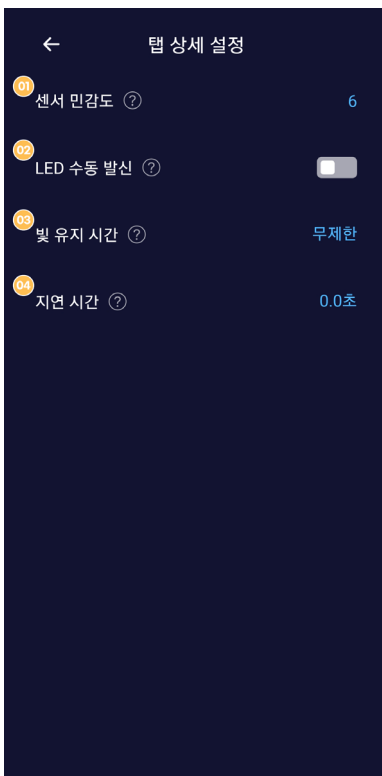 탭 상세 설정
01
센서 민감도 ? 6
02
LED 수동 발신 ?
03
빛 유지 시간 ? 무제한
04
지연 시간 ? 0.0초